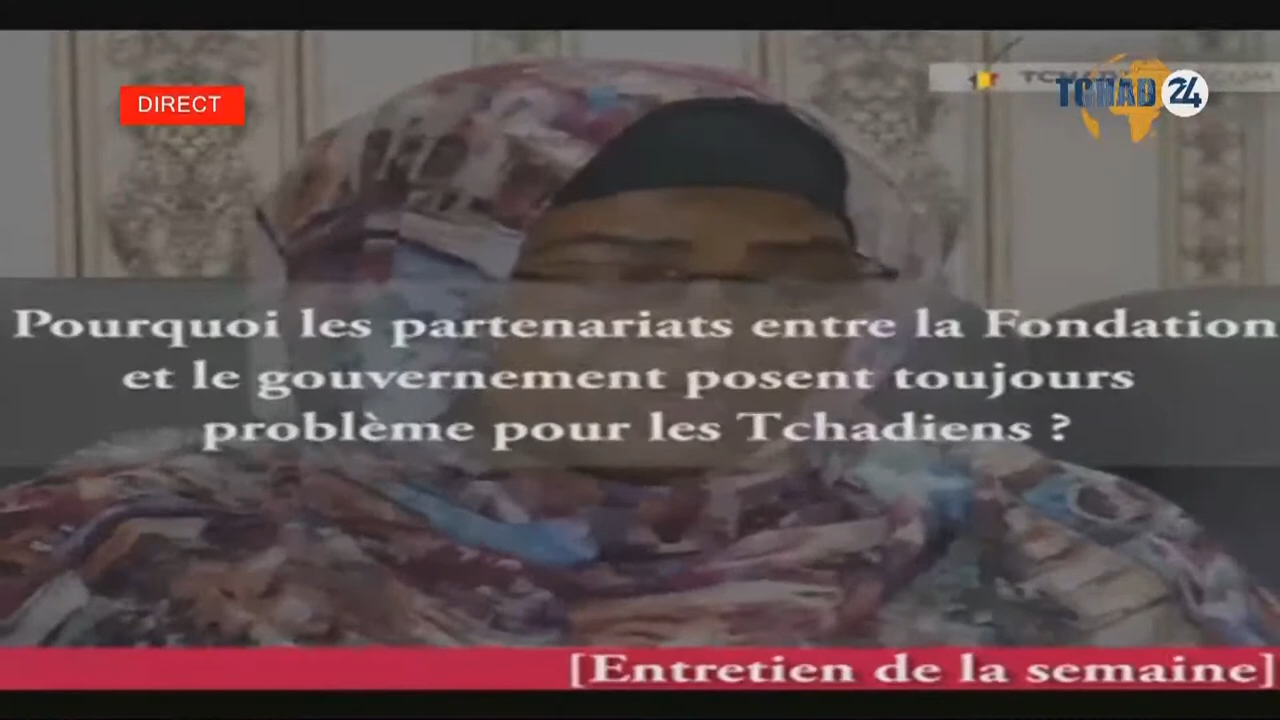 DIRECT
TCHAD 24
Pourquoi les partenariats entre la Fondation
et le gouvernement posent toujours
problème pour les Tchadiens ?
[Entretien de la semaine]